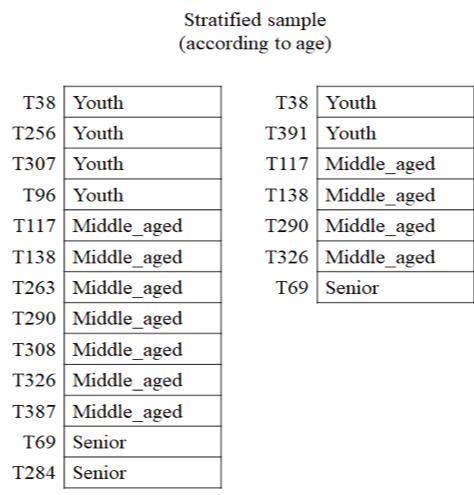 Stratified sample
(according to age)
T38 Youth
T256 Youth
T307 Youth
T96 Youth
T117 Middle_aged
T138 Middle_aged
T263 Middle_aged
T290 Middle_aged
T308 Middle_aged
T326 Middle_aged
T387 Middle_aged
T69 Senior
T284 Senior
T38 Youth
T391 Youth
T117 Middle_aged
T138 Middle_aged
T290 Middle_aged
T326 Middle_aged
T69 Senior